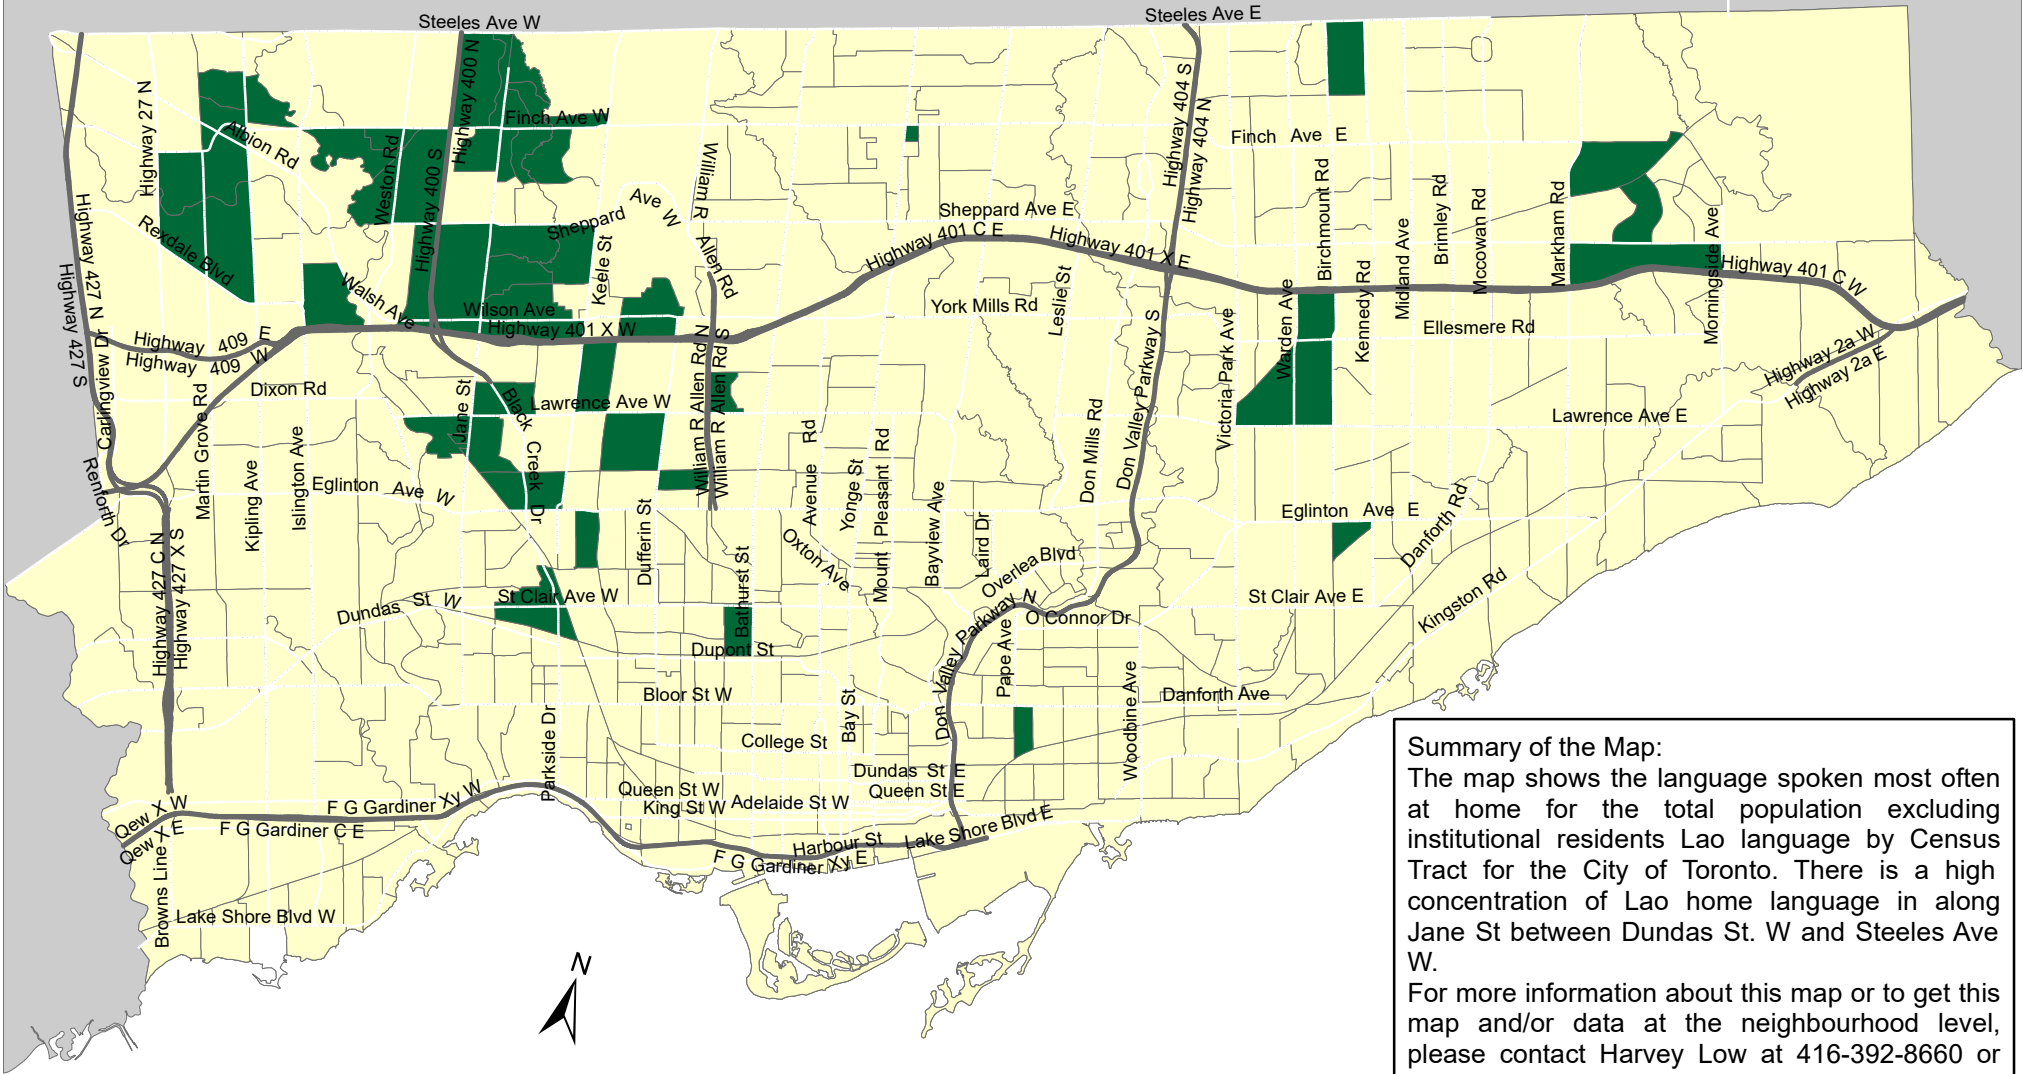 Steeles Ave W
Steeles Ave E
Highway 27 N
Albion Rd
Weston Rd
Highway 400 N
Highway 400 S
Finch Ave W
William R Allen Rd
Highway 404 S
Highway 404 N
Finch Ave E
Birchmount Rd
Sheppard Ave W
Keele St
Sheppard Ave E
Highway 401 C E
Highway 401 X E
Midland Ave
Brimley Rd
Mccowan Rd
Markham Rd
Morningside Ave
Highway 401 C W
Highway 427 N
Highway 427 S
Rexdale Blvd
Walsh Ave
Wilson Ave
Highway 401 X W
York Mills Rd
Leslie St
Warden Ave
Kennedy Rd
Ellesmere Rd
Highway 2a W
Highway 2a E
Highway 409 E
Highway 409 W
Carlingview Dr
Dixon Rd
Martin Grove Rd
Kipling Ave
Islington Ave
Jane St
Black Creek Dr
Lawrence Ave W
William R Allen Rd N
William R Allen Rd S
Avenue Rd
Yonge St
Mount Pleasant Rd
Bayview Ave
Laird Dr
Don Mills Rd
Don Valley Parkway S
Victoria Park Ave
Lawrence Ave E
Renforth Dr
Eglinton Ave W
Highway 427 C N
Highway 427 X S
Dufferin St
Bathurst St
Oxton Ave
Overlea Blvd
Eglinton Ave E
Danforth Rd
Dundas St W
St Clair Ave W
Don Valley Parkway N
O Connor Dr
St Clair Ave E
Kingston Rd
Dupont St
Pape Ave
Bloor St W
Bay St
Woodbine Ave
Danforth Ave
Parkside Dr
College St
Dundas St E
Queen St E
Queen St W
King St W
Adelaide St W
Qew X W
Qew X E
F G Gardiner Xy W
F G Gardiner C E
Harbour St
Lake Shore Blvd E
F G Gardiner Xy E
Browns Line
Lake Shore Blvd W
N
Summary of the Map:
The map shows the language spoken most often
at home for the total population excluding
institutional residents Lao language by Census
Tract for the City of Toronto. There is a high
concentration of Lao home language in along
Jane St between Dundas St. W and Steeles Ave
W.
For more information about this map or to get this
map and/or data at the neighbourhood level,
please contact Harvey Low at 416-392-8660 or